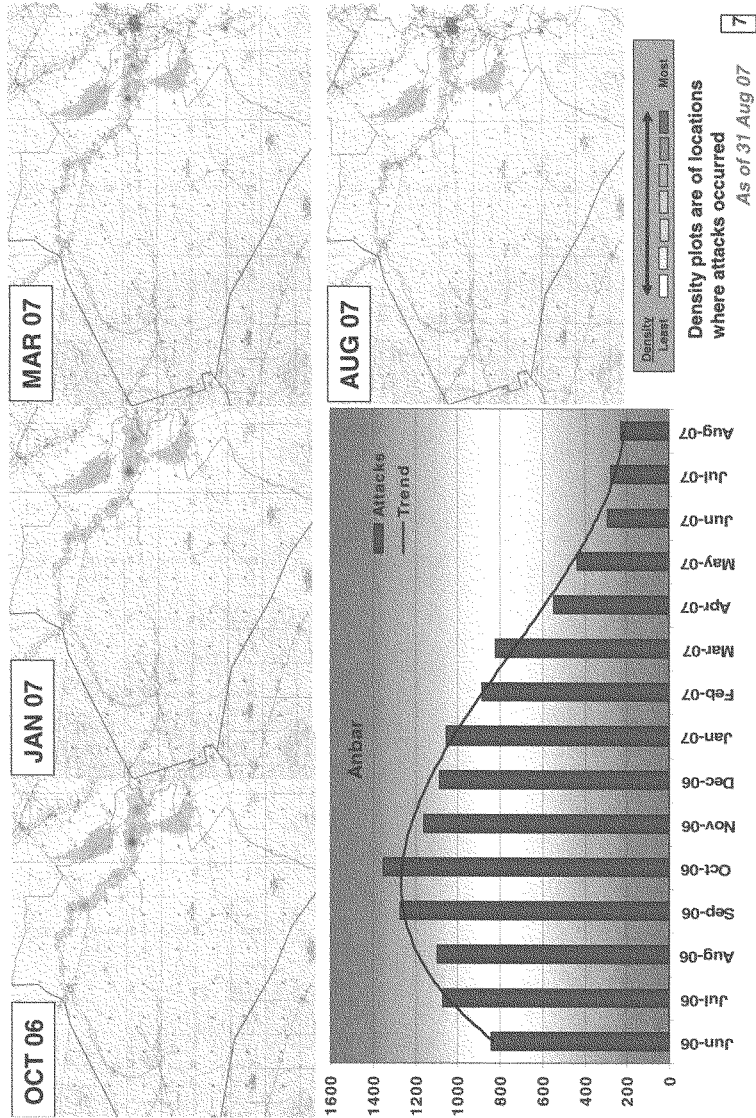 OCT 06
JAN 07
MAR 07
AUG 07
Anbar
Attacks
Trend
1600
1400
1200
1000
800
600
400
200
0
Jun-06
Jul-06
Aug-06
Sep-06
Oct-06
Nov-06
Dec-06
Jan-07
Feb-07
Mar-07
Apr-07
May-07
Jun-07
Jul-07
Aug-07
Density
Least
Most
Density plots are of locations
where attacks occurred
As of 31 Aug 07
7